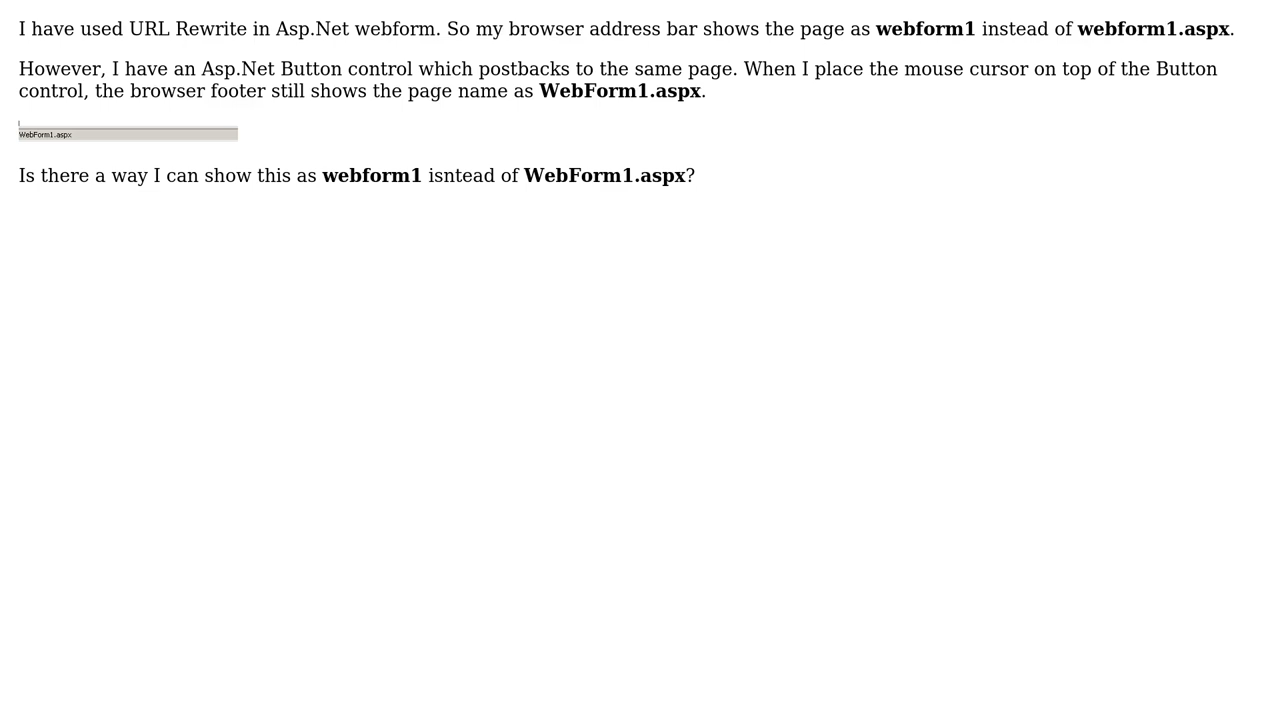 I have used URL Rewrite in Asp.Net webform. So my browser address bar shows the page as webform1 instead of webform1.aspx.
However, I have an Asp.Net Button control which postbacks to the same page. When I place the mouse cursor on top of the Button
control, the browser footer still shows the page name as WebForm1.aspx.
WebForm1.aspx
Is there a way I can show this as webform1 isntead of WebForm1.aspx?